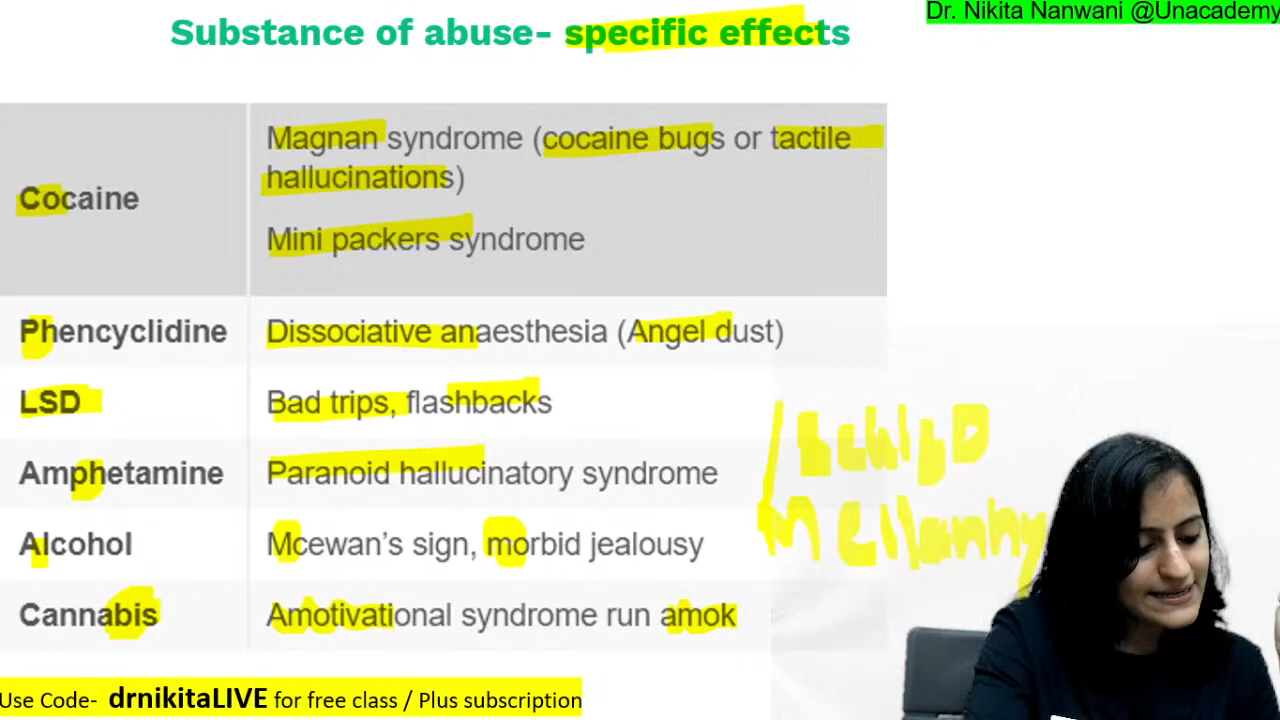 Dr. Nikita Nanwani @Unacademy
Substance of abuse- specific effects
Cocaine
Magnan syndrome (cocaine bugs or tactile
hallucinations)
Mini packers syndrome
Phencyclidine
Dissociative anaesthesia (Angel dust)
LSD
Bad trips, flashbacks
Amphetamine
Paranoid hallucinatory syndrome
Alcohol
Mcewan’s sign, morbid jealousy
Mellanby
Cannabis
Amotivational syndrome run amok
Use Code- drnikitaLIVE for free class / Plus subscription